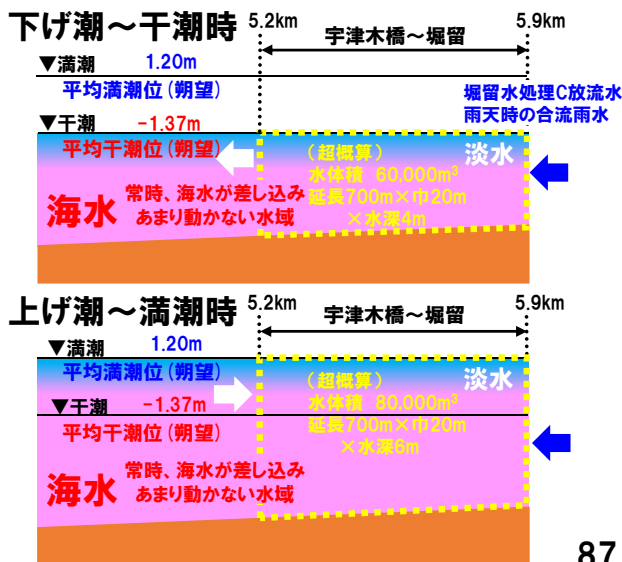 下げ潮～干潮時
5.2km
宇津木橋～堀留
5.9km
▼満潮 1.20m
平均満潮位(朔望)
堀留水処理C放流水
雨天時の合流雨水
▼干潮 -1.37m
平均干潮位(朔望)
(超概算)
淡水
水体積 60,000m³
延長700m×巾20m
×水深4m
海水
常時、海水が差し込み
あまり動かない水域
上げ潮～満潮時
5.2km
宇津木橋～堀留
5.9km
▼満潮 1.20m
平均満潮位(朔望)
(超概算)
淡水
▼干潮 -1.37m
水体積 80,000m³
延長700m×巾20m
×水深6m
平均干潮位(朔望)
海水
常時、海水が差し込み
あまり動かない水域
87